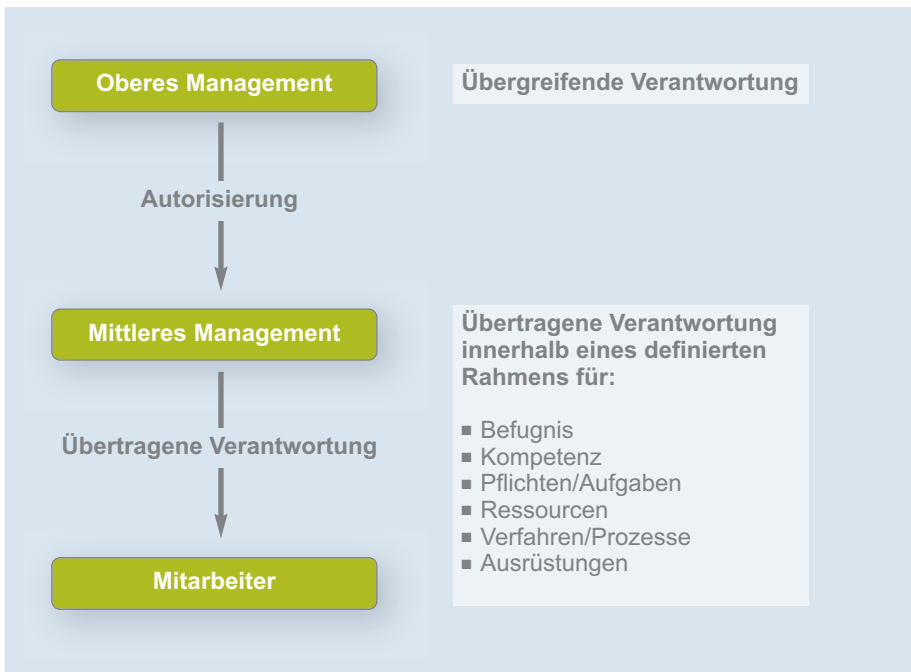 Oberes Management
Übergreifende Verantwortung
Autorisierung
Mittleres Management
Übertragene Verantwortung
innerhalb eines definierten
Rahmens für:
■ Befugnis
■ Kompetenz
■ Pflichten/Aufgaben
■ Ressourcen
■ Verfahren/Prozesse
■ Ausrüstungen
Übertragene Verantwortung
Mitarbeiter